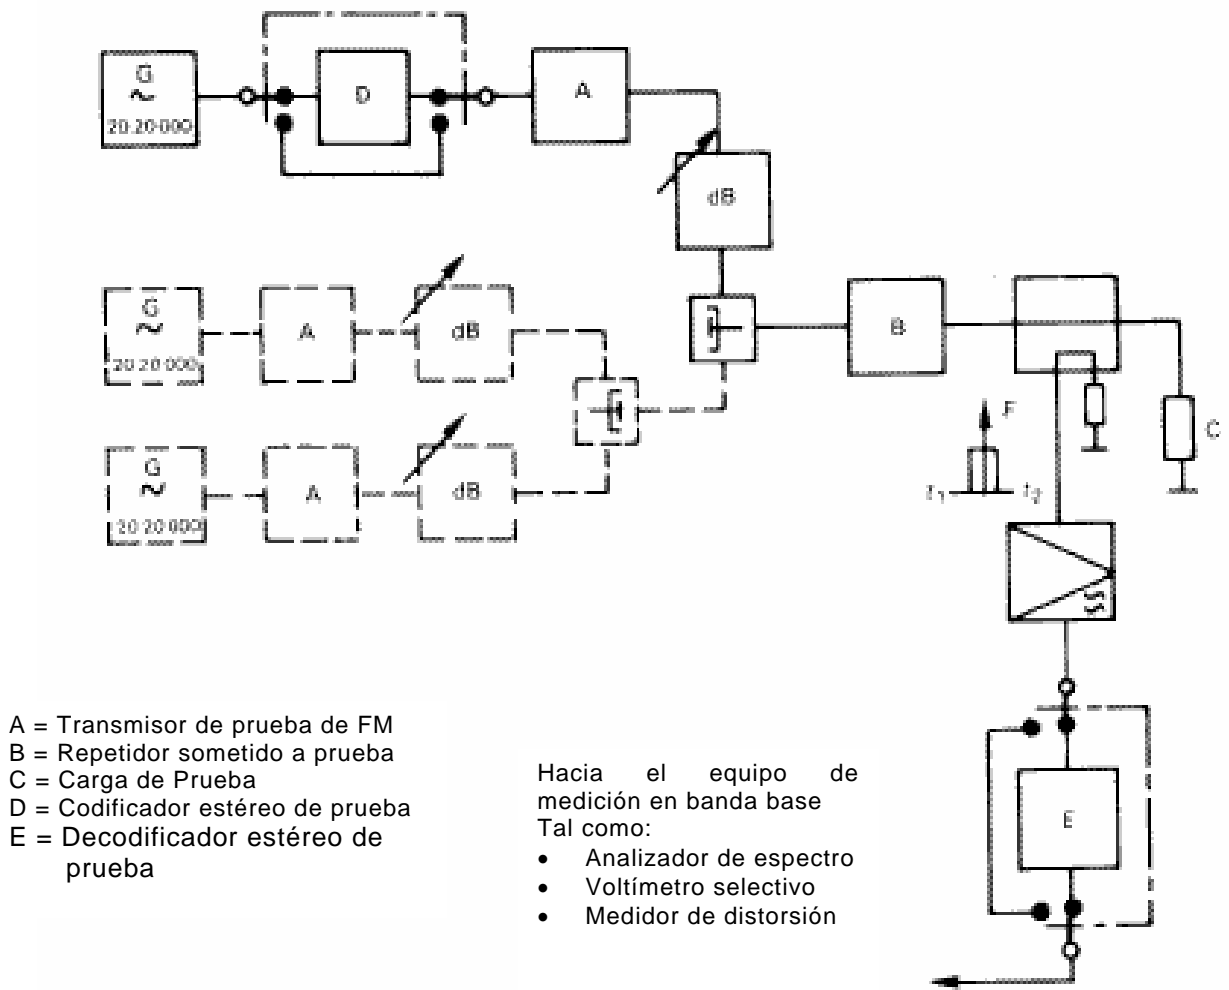 G
~
20·20·000
D
A
dB
G
~
20·20·000
A
dB
B
C
F
G
~
20·20·000
A
dB
E
A = Transmisor de prueba de FM
B = Repetidor sometido a prueba
C = Carga de Prueba
D = Codificador estéreo de prueba
E = Decodificador estéreo de
prueba
Hacia el equipo de
medición en banda base
Tal como:
• Analizador de espectro
• Voltímetro selectivo
• Medidor de distorsión